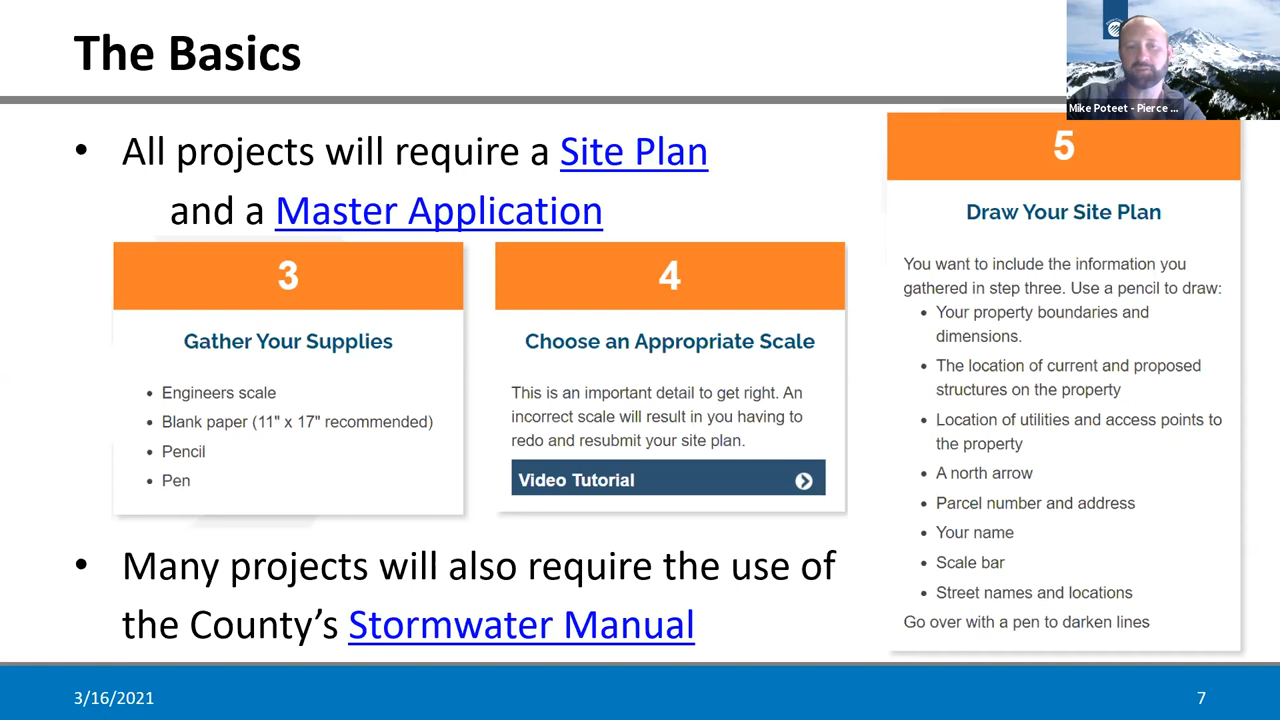 The Basics
Mike Poteet - Pierce ...
• All projects will require a Site Plan
and a Master Application
3
Gather Your Supplies
• Engineers scale
• Blank paper (11" x 17" recommended)
• Pencil
• Pen
4
Choose an Appropriate Scale
This is an important detail to get right. An
incorrect scale will result in you having to
redo and resubmit your site plan.
Video Tutorial
5
Draw Your Site Plan
You want to include the information you
gathered in step three. Use a pencil to draw:
• Your property boundaries and
dimensions.
• The location of current and proposed
structures on the property
• Location of utilities and access points to
the property
• A north arrow
• Parcel number and address
• Your name
• Scale bar
• Street names and locations
Go over with a pen to darken lines
• Many projects will also require the use of
the County’s Stormwater Manual
3/16/2021
7